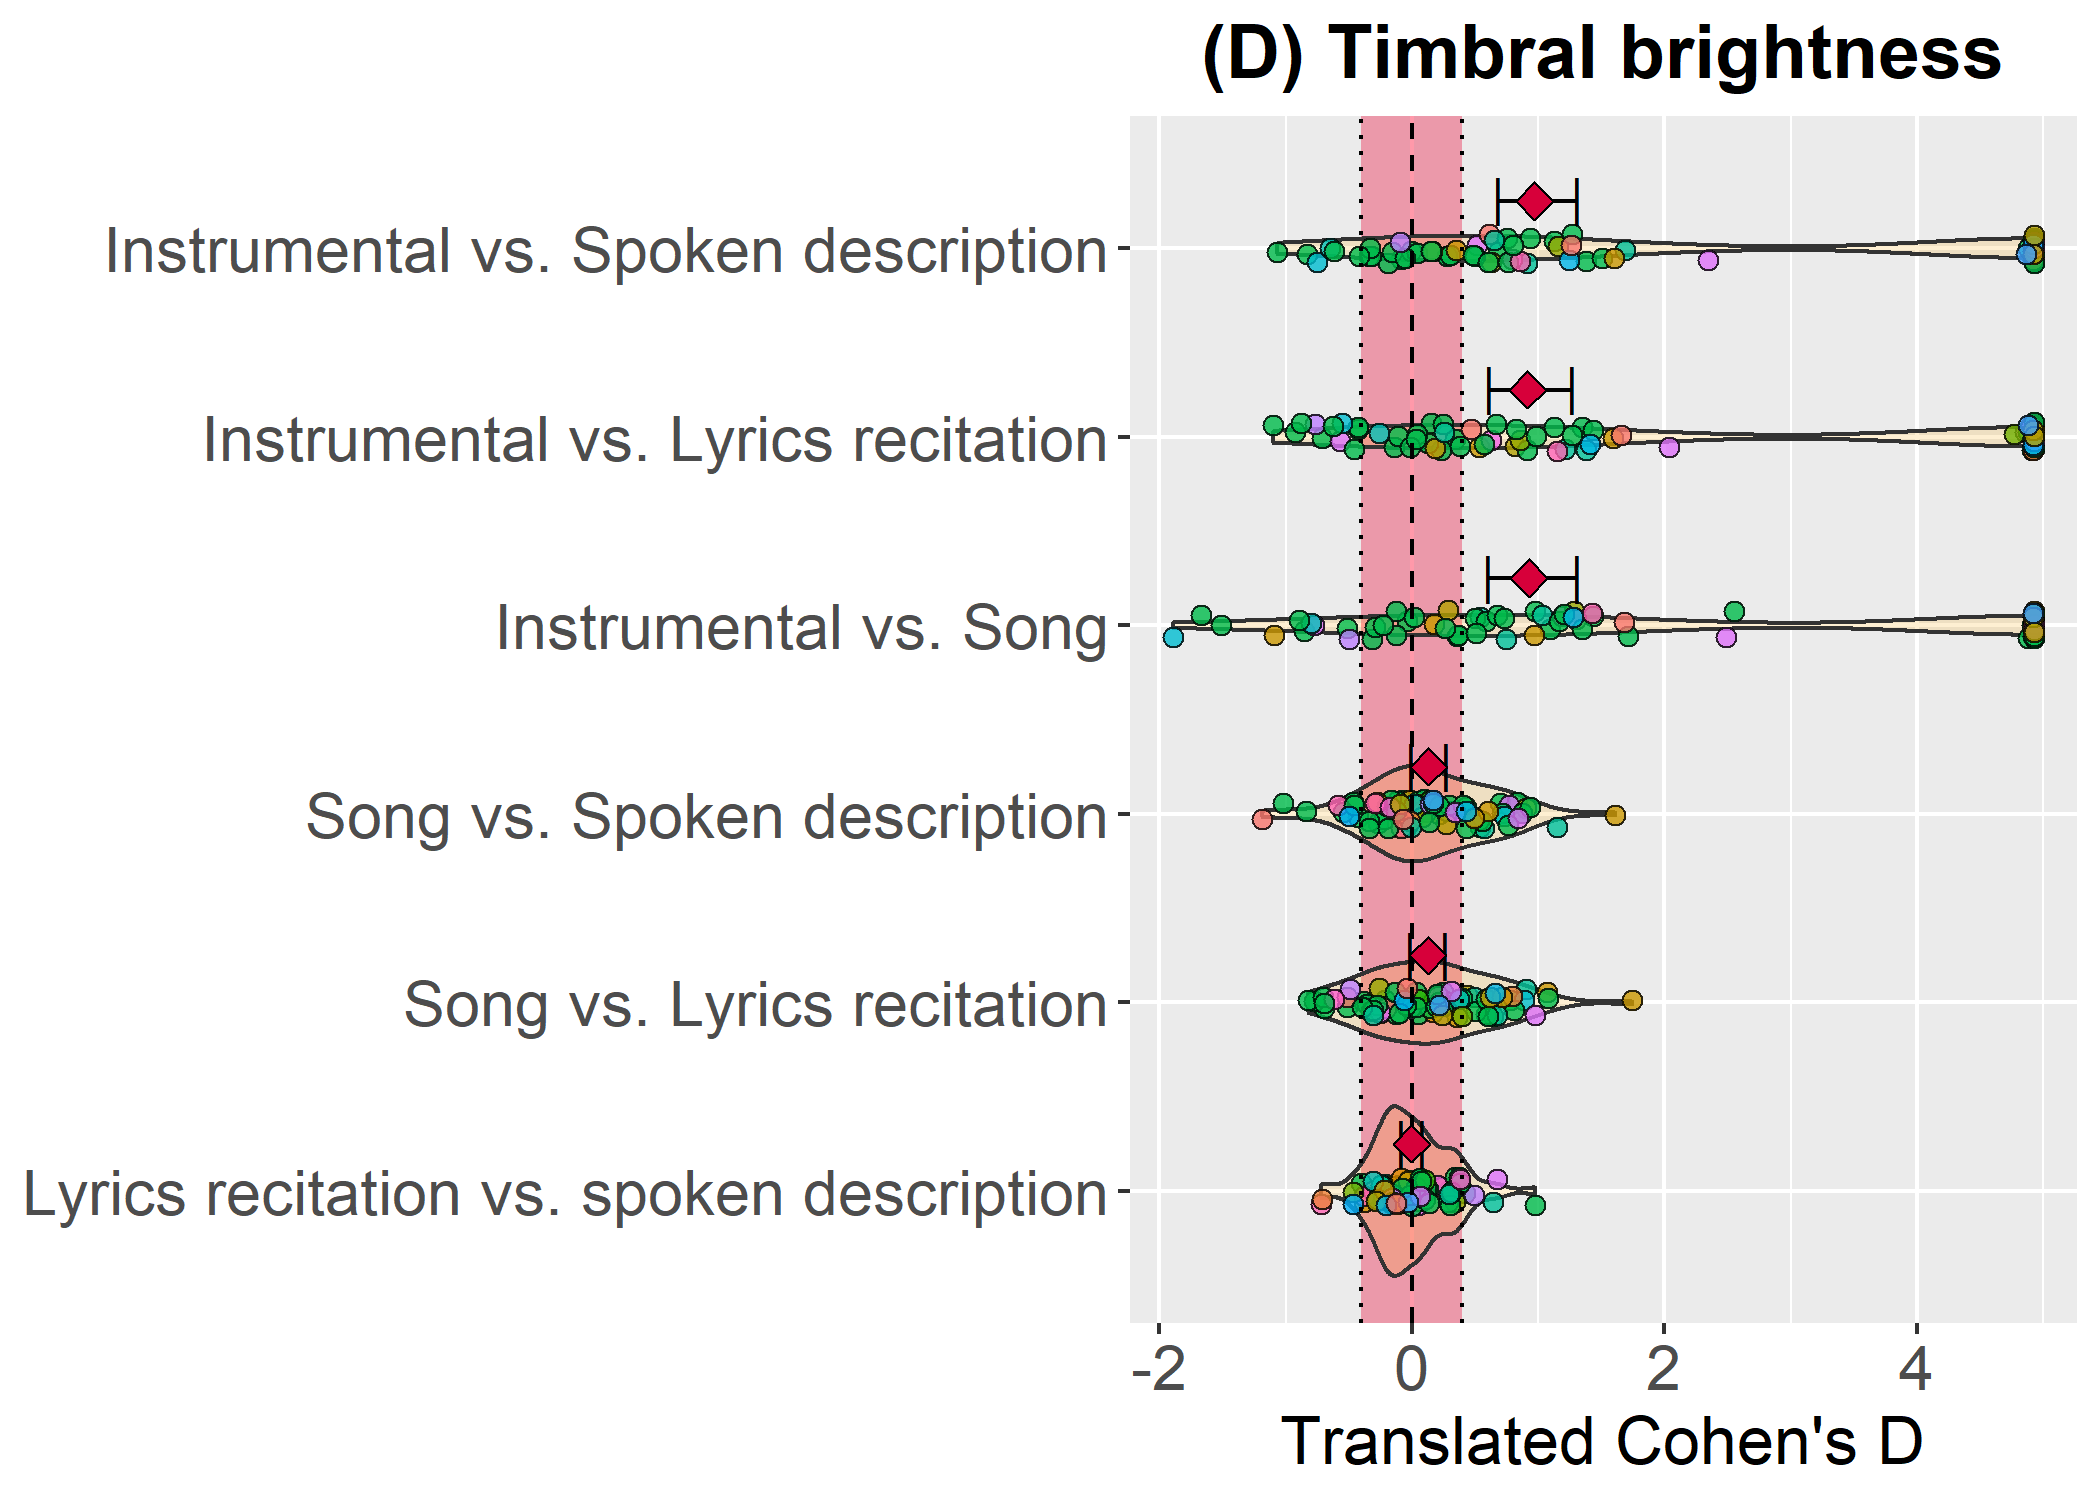 (D) Timbral brightness
Instrumental vs. Spoken description
Instrumental vs. Lyrics recitation
Instrumental vs. Song
Song vs. Spoken description
Song vs. Lyrics recitation
Lyrics recitation vs. spoken description
-2 0 2 4
Translated Cohen's D